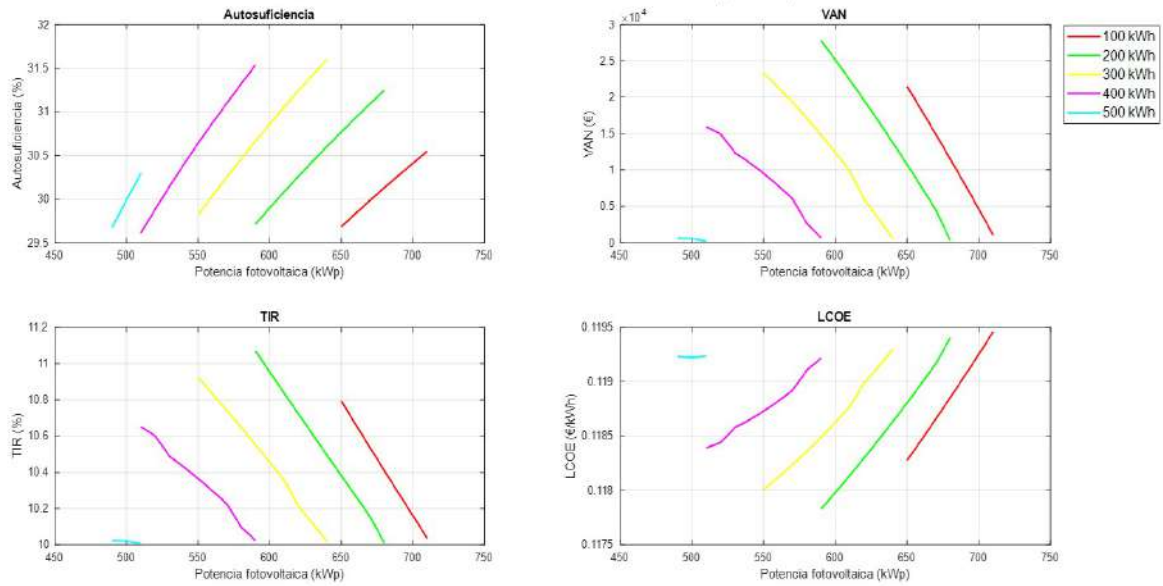 Autosuficiencia
32
31.5
31
30.5
30
29.5
Autosuficiencia (%)
450 500 550 600 650 700 750
Potencia fotovoltaica (kWp)
VAN
×10⁴
3
2.5
2
1.5
1
0.5
0
VAN (€)
450 500 550 600 650 700 750
Potencia fotovoltaica (kWp)
100 kWh
200 kWh
300 kWh
400 kWh
500 kWh
TIR
11.2
11
10.8
10.6
10.4
10.2
10
TIR (%)
450 500 550 600 650 700 750
Potencia fotovoltaica (kWp)
LCOE
0.1195
0.119
0.1185
0.118
0.1175
LCOE (€/kWh)
450 500 550 600 650 700 750
Potencia fotovoltaica (kWp)